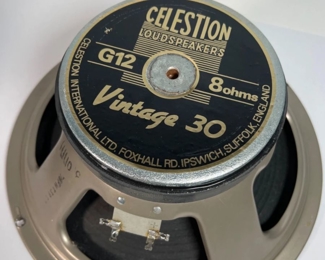 CELESTION
LOUDSPEAKERS
G12
8ohms
Vintage 30
CELESTION INTERNATIONAL LTD. FOXHALL RD. IPSWICH, SUFFOLK, ENGLAND